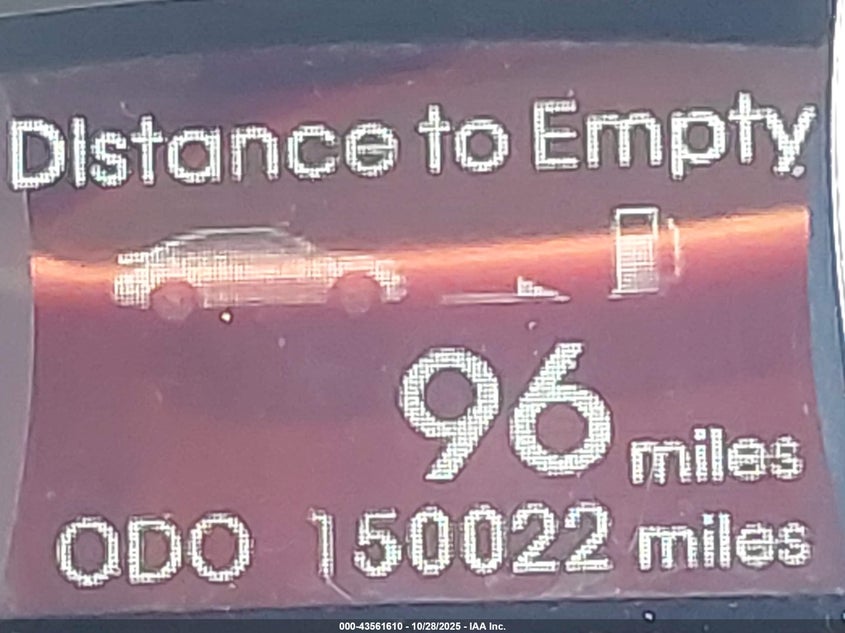 Distance to Empty
96 miles
ODO 150022 miles
000-43561610 - 10/28/2025 - IAA Inc.